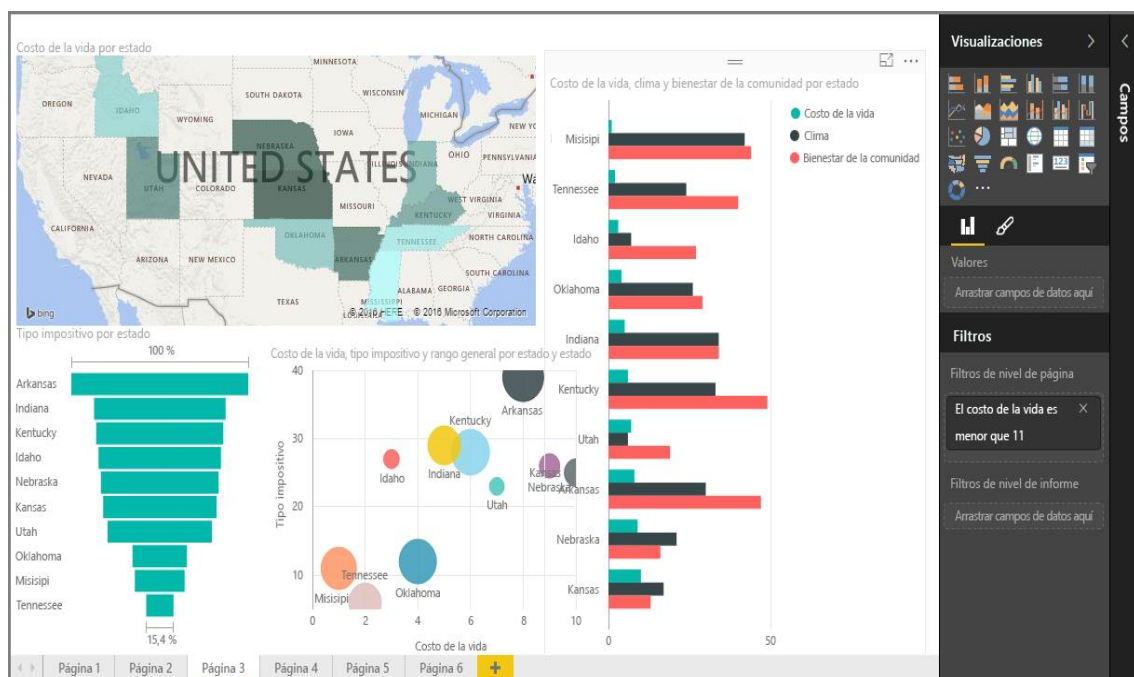 Costo de la vida por estado
MINNESOTA
OREGON
IDAHO
SOUTH DAKOTA
WISCONSIN
MICHIGAN
WYOMING
NEW YO
IOWA
NEBRASKA
UNITED STATES
NEVADA
UTAH
COLORADO
KANSAS
ILLINOIS
INDIANA
OHIO
PENNSYLVANIA
Wa
MISSOURI
WEST VIRGINIA
KENTUCKY
VIRGINIA
CALIFORNIA
OKLAHOMA
TENNESSEE
NORTH CAROLINA
ARIZONA
NEW MEXICO
ARKANSAS
SOUTH CAROLINA
ALABAMA
GEORGIA
TEXAS
MISSISSIPPI
bing
© 2016 HERE © 2016 Microsoft Corporation
Tipo impositivo por estado
100 %
Arkansas
Indiana
Kentucky
Idaho
Nebraska
Kansas
Utah
Oklahoma
Misisipi
Tennessee
15,4 %
Costo de la vida, tipo impositivo y rango general por estado y estado
Tipo impositivo
40
30
20
10
Arkansas
Kentucky
Indiana
Idaho
Kansas
Nebraska
Utah
Tennessee
Misisipi
Oklahoma
0 2 4 6 8 10
Costo de la vida
Costo de la vida, clima y bienestar de la comunidad por estado
Costo de la vida
Clima
Bienestar de la comunidad
Misisipi
Tennessee
Idaho
Oklahoma
Indiana
Kentucky
Utah
Arkansas
Nebraska
Kansas
0 50
Visualizaciones
Campos
123
Valores
Arrastrar campos de datos aquí
Filtros
Filtros de nivel de página
El costo de la vida es
menor que 11
Filtros de nivel de informe
Arrastrar campos de datos aquí
Página 1 Página 2 Página 3 Página 4 Página 5 Página 6 +